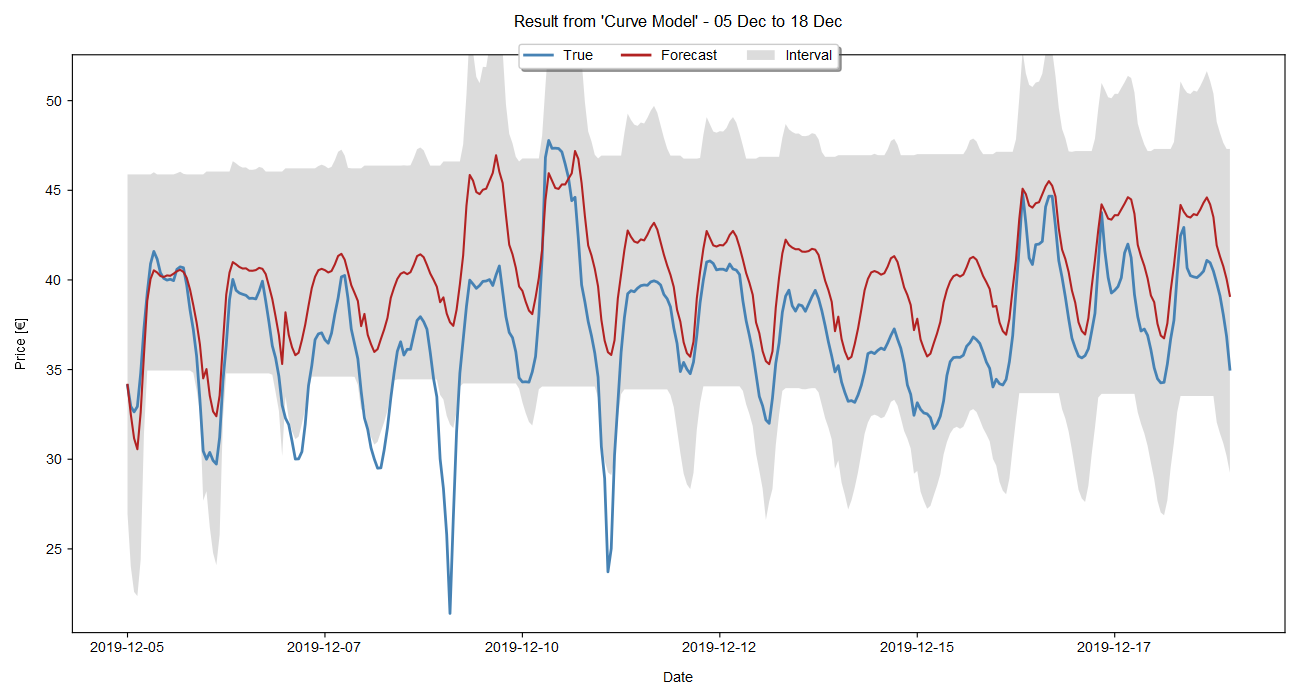 Result from 'Curve Model' - 05 Dec to 18 Dec
True Forecast Interval
50
45
40
35
30
25
Price [€]
2019-12-05 2019-12-07 2019-12-10 2019-12-12 2019-12-15 2019-12-17
Date